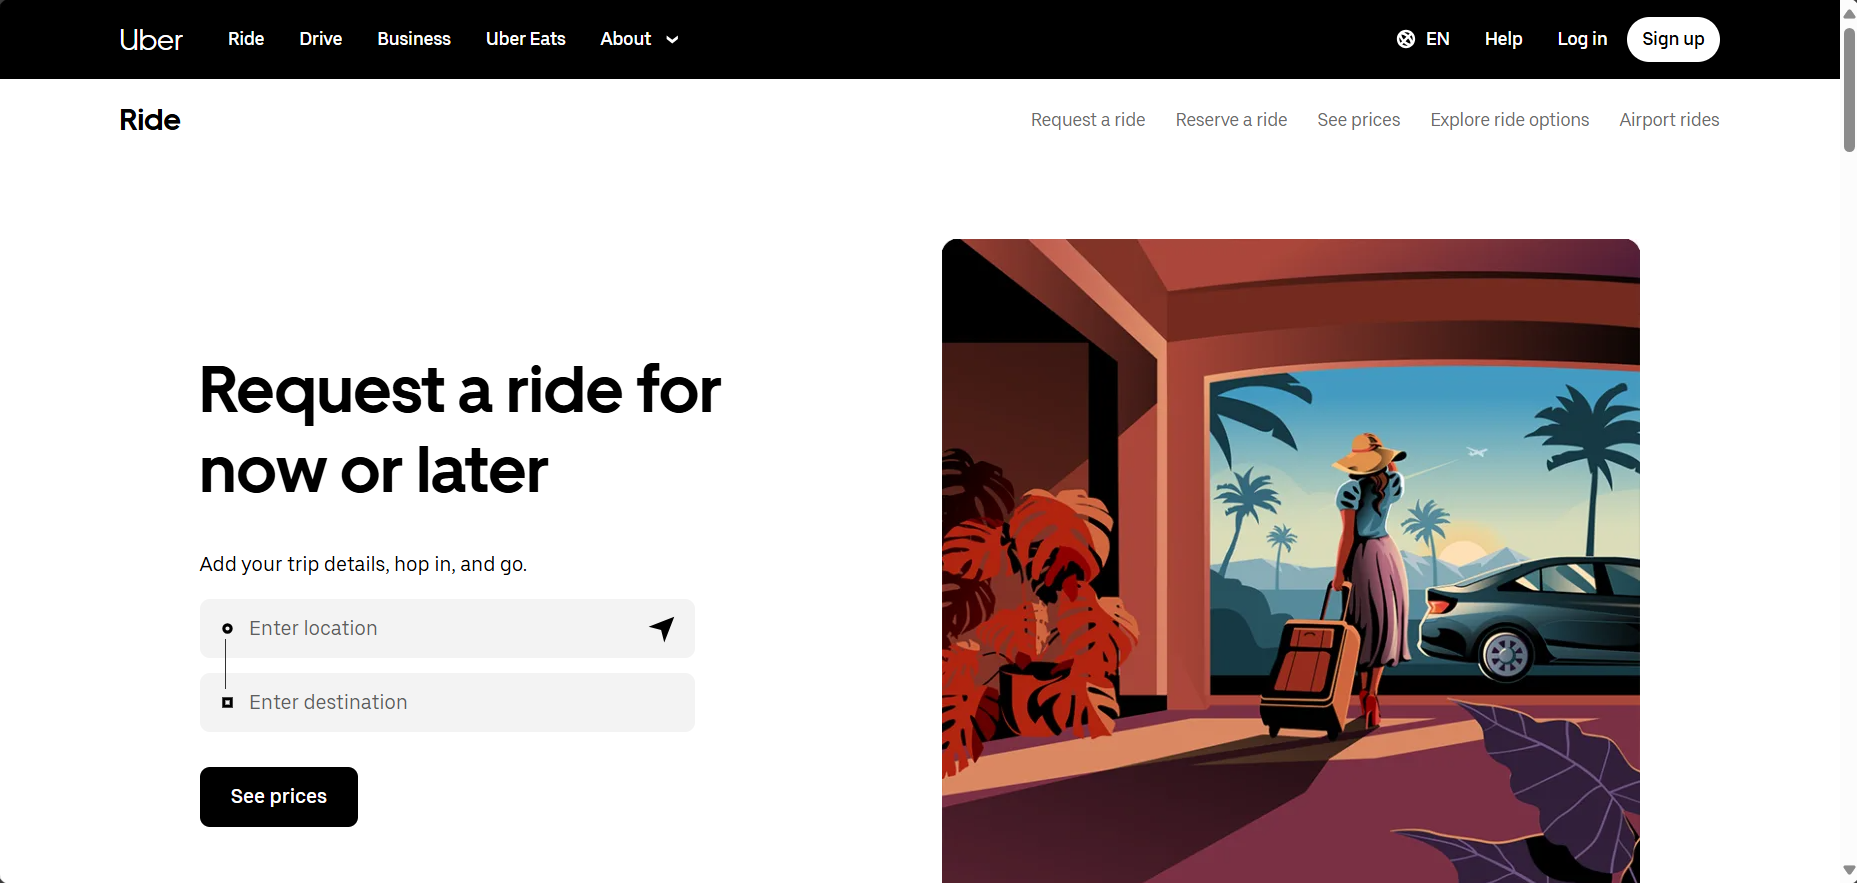 Uber Ride Drive Business Uber Eats About EN Help Log in Sign up
Ride Request a ride Reserve a ride See prices Explore ride options Airport rides
Request a ride for
now or later
Add your trip details, hop in, and go.
Enter location
Enter destination
See prices